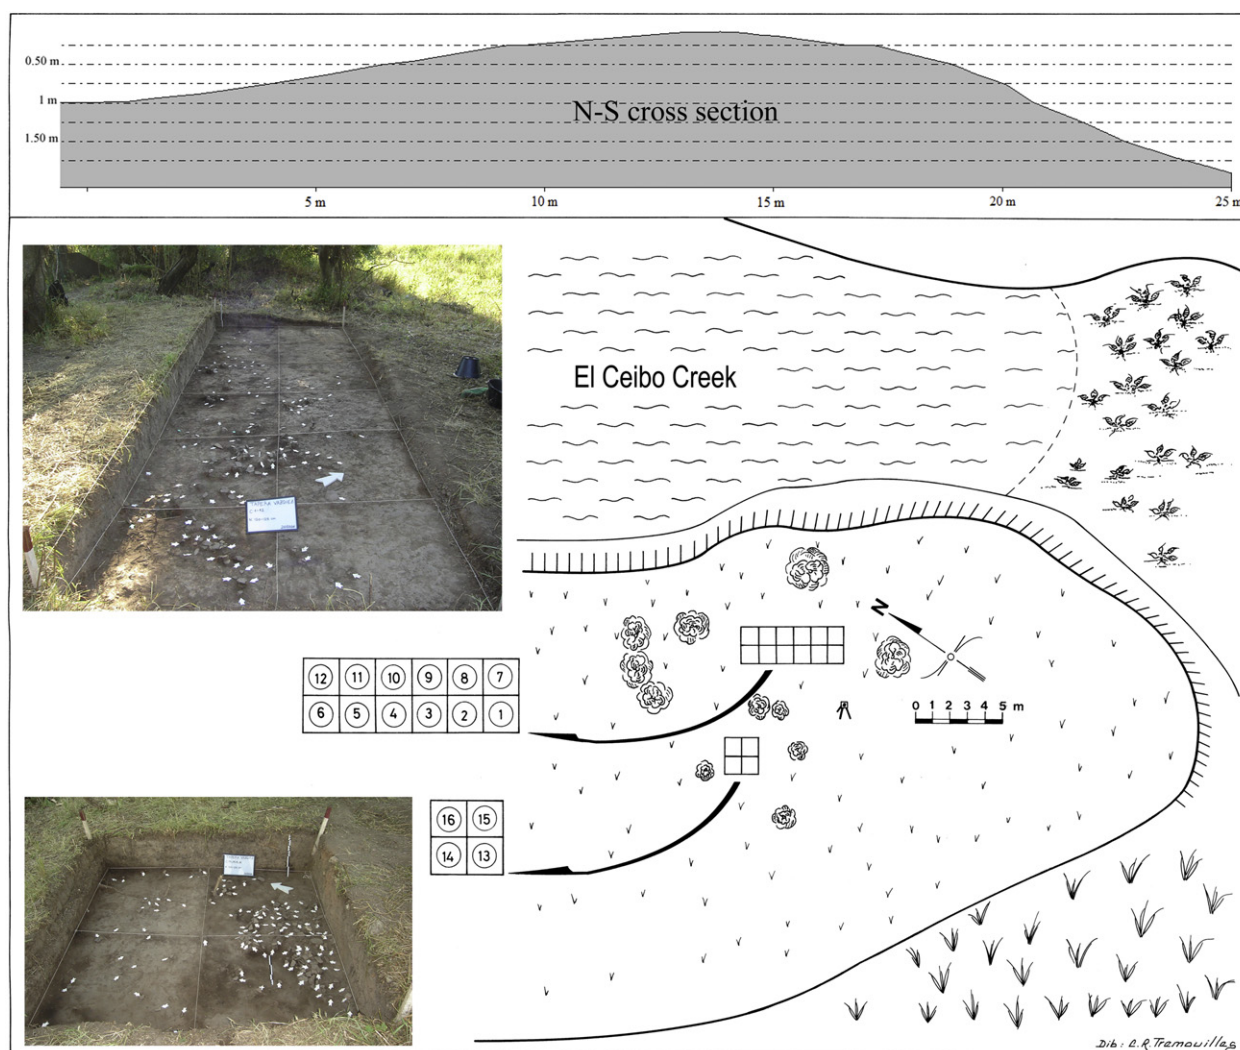 0.50 m
N-S cross section
1 m
1.50 m
5 m
10 m
15 m
20 m
25 m
El Ceibo Creek
N
12 11 10 9 8 7
6 5 4 3 2 1
0 1 2 3 4 5 m
16 15
14 13
Dib: C.R. Tremouilles